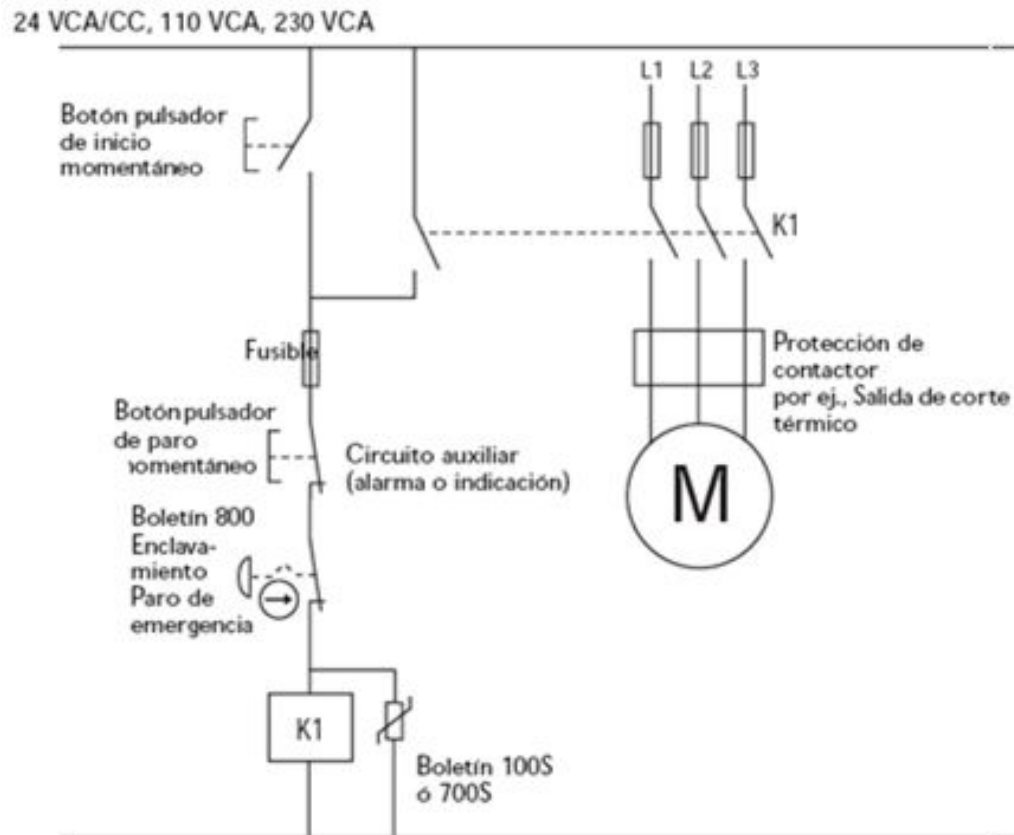 24 VCA/CC, 110 VCA, 230 VCA
L1 L2 L3
Botón pulsador
de inicio
momentáneo
K1
Fusible
Protección de
contactor
por ej., Salida de corte
térmico
Botón pulsador
de paro
momentáneo
Circuito auxiliar
(alarma o indicación)
M
Boletín 800
Enclava-
miento
Paro de
emergencia
K1
Boletín 100S
ó 700S